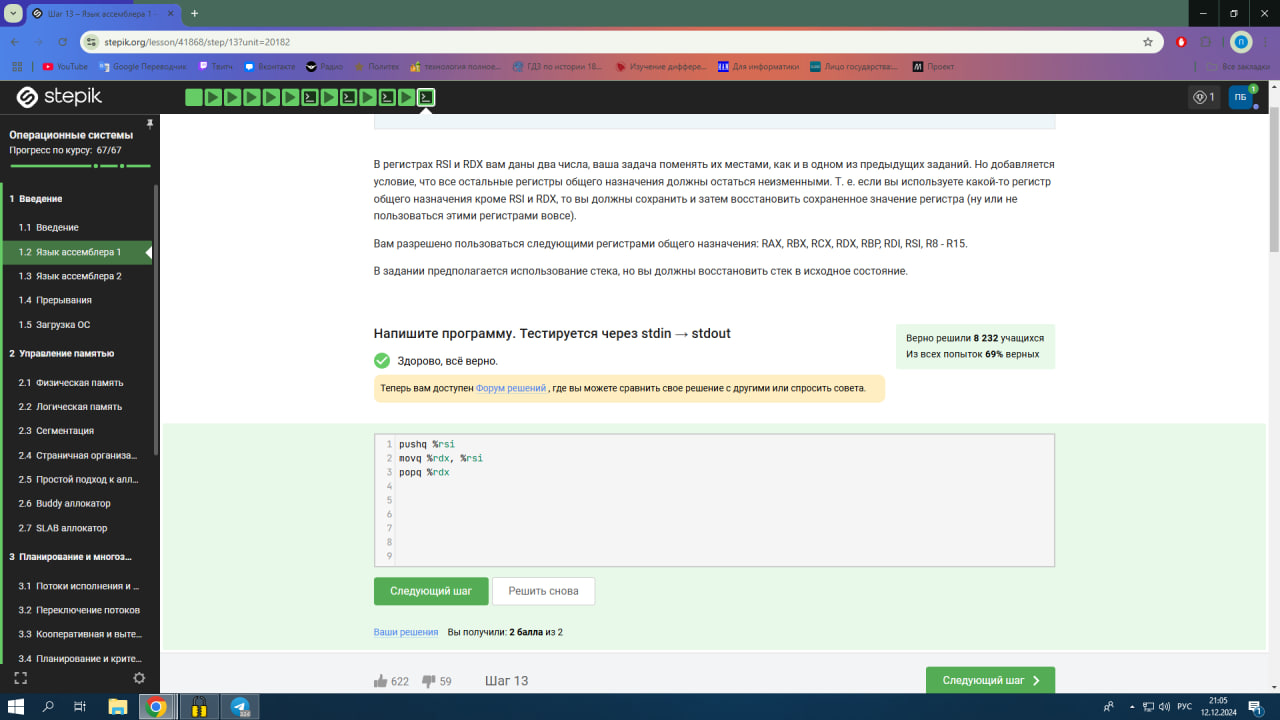 Шаг 13 – Язык ассемблера 1 -
stepik.org/lesson/41868/step/13?unit=20182
П
YouTube
Google Переводчик
Твитч
Вконтакте
Радио
Политех
технология полное...
ГДЗ по истории 18...
Изучение диффере...
Для информатики
Лицо государства:...
Проект
Все закладки
stepik
1
ПБ
1
Операционные системы
Прогресс по курсу: 67/67
1 Введение
1.1 Введение
1.2 Язык ассемблера 1
1.3 Язык ассемблера 2
1.4 Прерывания
1.5 Загрузка ОС
2 Управление памятью
2.1 Физическая память
2.2 Логическая память
2.3 Сегментация
2.4 Страничная организа...
2.5 Простой подход к алл...
2.6 Buddy аллокатор
2.7 SLAB аллокатор
3 Планирование и многоз...
3.1 Потоки исполнения и ...
3.2 Переключение потоков
3.3 Кооперативная и выте...
3.4 Планирование и крите...
В регистрах RSI и RDX вам даны два числа, ваша задача поменять их местами, как и в одном из предыдущих заданий. Но добавляется
условие, что все остальные регистры общего назначения должны остаться неизменными. Т. е. если вы используете какой-то регистр
общего назначения кроме RSI и RDX, то вы должны сохранить и затем восстановить сохраненное значение регистра (ну или не
пользоваться этими регистрами вовсе).
Вам разрешено пользоваться следующими регистрами общего назначения: RAX, RBX, RCX, RDX, RBP, RDI, RSI, R8 - R15.
В задании предполагается использование стека, но вы должны восстановить стек в исходное состояние.
Напишите программу. Тестируется через stdin → stdout
Верно решили 8 232 учащихся
Из всех попыток 69% верных
Здорово, всё верно.
Теперь вам доступен Форум решений , где вы можете сравнить свое решение с другими или спросить совета.
1 pushq %rsi
2 movq %rdx, %rsi
3 popq %rdx
4
5
6
7
8
9
Следующий шаг
Решить снова
Ваши решения Вы получили: 2 балла из 2
622
59
Шаг 13
Следующий шаг
324
РУС
21:05
12.12.2024
1